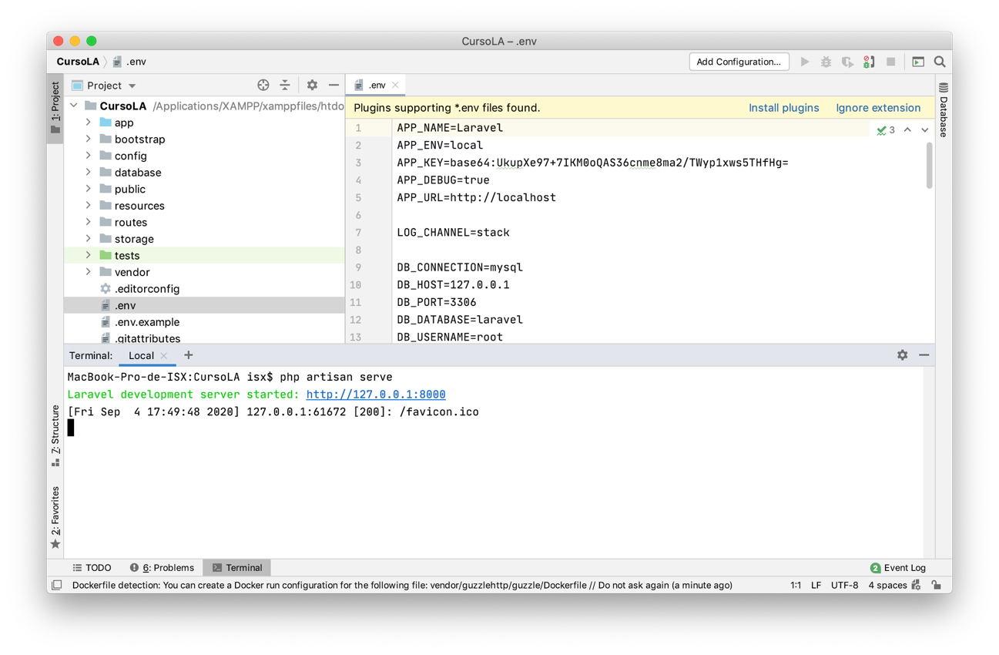 CursoLA – .env
CursoLA .env
Add Configuration...
1: Project
Project
.env
CursoLA /Applications/XAMPP/xamppfiles/htdo
app
bootstrap
config
database
public
resources
routes
storage
tests
vendor
.editorconfig
.env
.env.example
.gitattributes
Plugins supporting *.env files found. Install plugins Ignore extension
3
1 APP_NAME=Laravel
2 APP_ENV=local
3 APP_KEY=base64:UkupXe97+7IKM0oQAS36cnme8ma2/TWyp1xws5THfHg=
4 APP_DEBUG=true
5 APP_URL=http://localhost
6
7 LOG_CHANNEL=stack
8
9 DB_CONNECTION=mysql
10 DB_HOST=127.0.0.1
11 DB_PORT=3306
12 DB_DATABASE=laravel
13 DB_USERNAME=root
Database
Terminal: Local
MacBook-Pro-de-ISX:CursoLA isx$ php artisan serve
Laravel development server started: http://127.0.0.1:8000
[Fri Sep  4 17:49:48 2020] 127.0.0.1:61672 [200]: /favicon.ico
7: Structure
2: Favorites
TODO 6: Problems Terminal 2 Event Log
Dockerfile detection: You can create a Docker run configuration for the following file: vendor/guzzlehttp/guzzle/Dockerfile // Do not ask again (a minute ago) 1:1 LF UTF-8 4 spaces